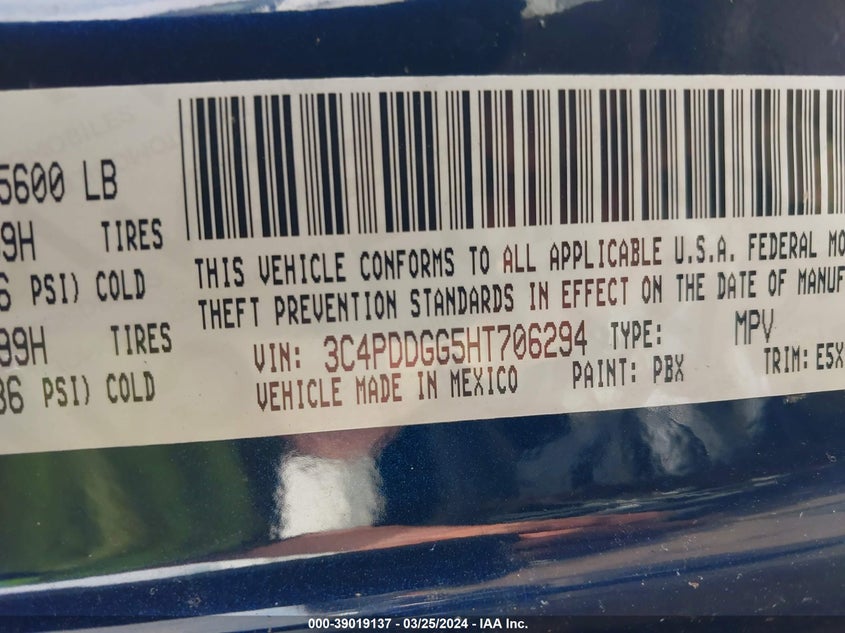 5600 LB
99H TIRES
PSI) COLD
99H TIRES
36 PSI) COLD
THIS VEHICLE CONFORMS TO ALL APPLICABLE U.S.A. FEDERAL MO
THEFT PREVENTION STANDARDS IN EFFECT ON THE DATE OF MANUF
VIN: 3C4PDDGG5HT706294 TYPE: MPV
VEHICLE MADE IN MEXICO PAINT: PBX TRIM: E5X
000-39019137 - 03/25/2024 - IAA Inc.